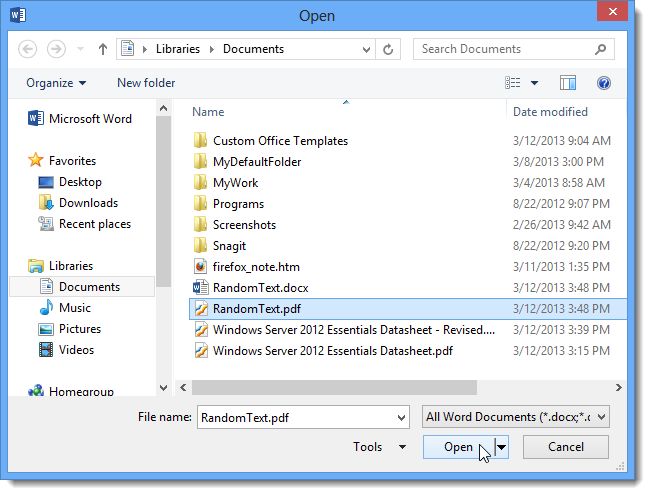 Open
Libraries Documents
Search Documents
Organize New folder
Name Date modified
Microsoft Word
Favorites
Desktop
Downloads
Recent places
Libraries
Documents
Music
Pictures
Videos
Homegroup
Custom Office Templates 3/12/2013 9:04 AM
MyDefaultFolder 3/8/2013 3:00 PM
MyWork 3/4/2013 8:58 AM
Programs 8/22/2012 9:07 PM
Screenshots 2/26/2013 9:42 AM
Snagit 8/22/2012 9:20 PM
firefox_note.htm 3/11/2013 1:35 PM
RandomText.docx 3/12/2013 3:48 PM
RandomText.pdf 3/12/2013 3:48 PM
Windows Server 2012 Essentials Datasheet - Revised.... 3/12/2013 3:39 PM
Windows Server 2012 Essentials Datasheet.pdf 3/12/2013 3:15 PM
File name: RandomText.pdf All Word Documents (*.docx;*.d
Tools Open Cancel